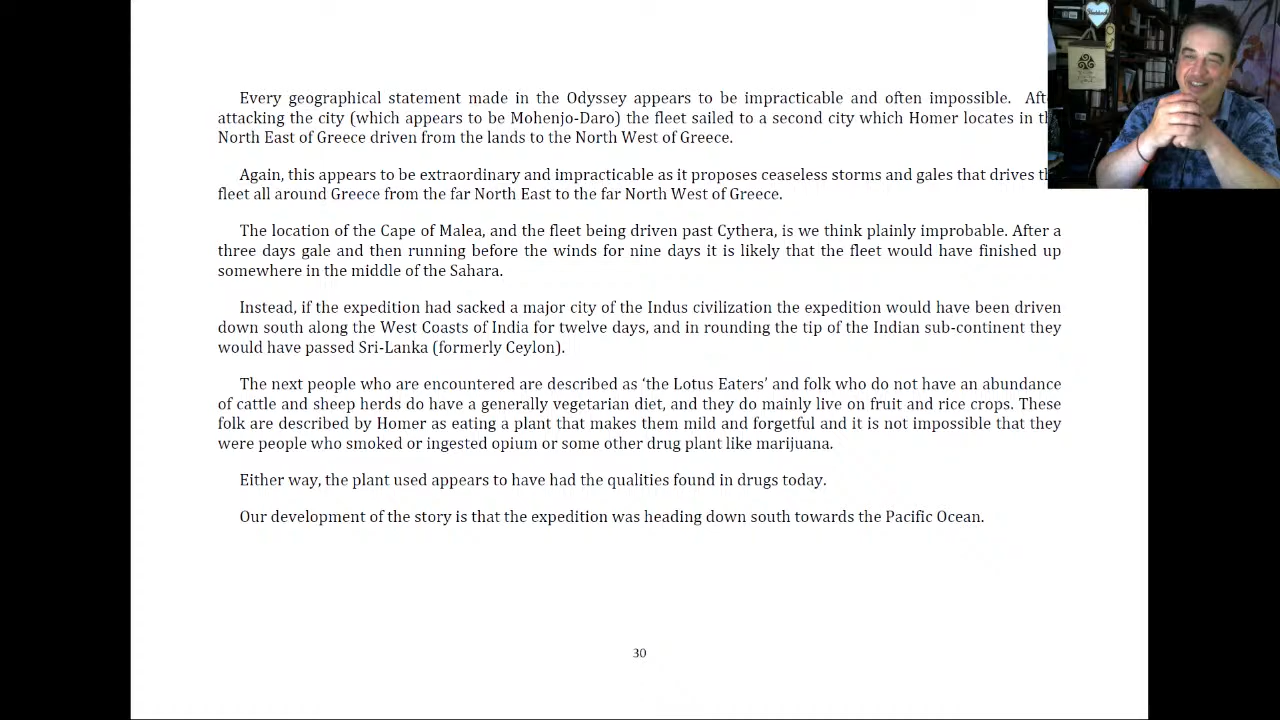 Every geographical statement made in the Odyssey appears to be impracticable and often impossible. Afte
attacking the city (which appears to be Mohenjo-Daro) the fleet sailed to a second city which Homer locates in th
North East of Greece driven from the lands to the North West of Greece.
Again, this appears to be extraordinary and impracticable as it proposes ceaseless storms and gales that drives th
fleet all around Greece from the far North East to the far North West of Greece.
The location of the Cape of Malea, and the fleet being driven past Cythera, is we think plainly improbable. After a
three days gale and then running before the winds for nine days it is likely that the fleet would have finished up
somewhere in the middle of the Sahara.
Instead, if the expedition had sacked a major city of the Indus civilization the expedition would have been driven
down south along the West Coasts of India for twelve days, and in rounding the tip of the Indian sub-continent they
would have passed Sri-Lanka (formerly Ceylon).
The next people who are encountered are described as ‘the Lotus Eaters’ and folk who do not have an abundance
of cattle and sheep herds do have a generally vegetarian diet, and they do mainly live on fruit and rice crops. These
folk are described by Homer as eating a plant that makes them mild and forgetful and it is not impossible that they
were people who smoked or ingested opium or some other drug plant like marijuana.
Either way, the plant used appears to have had the qualities found in drugs today.
Our development of the story is that the expedition was heading down south towards the Pacific Ocean.
30